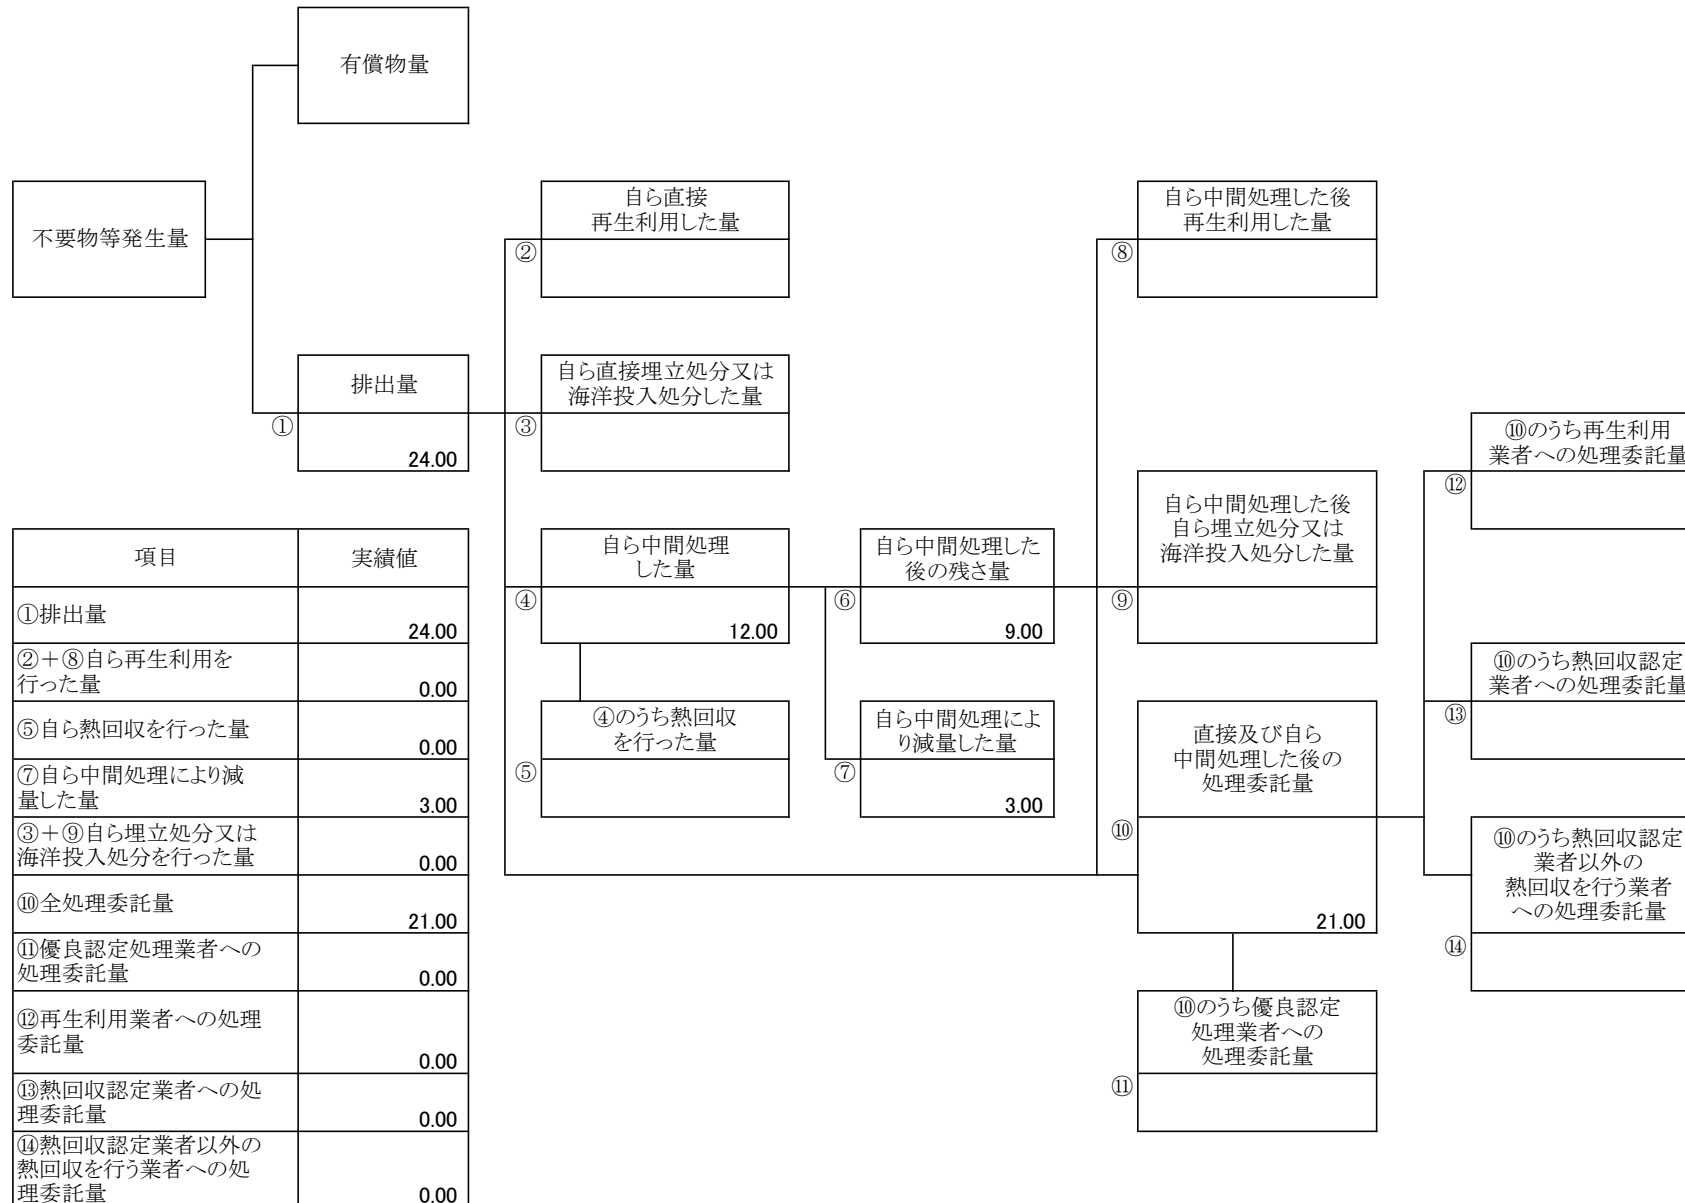 有償物量
不要物等発生量
自ら直接
再生利用した量
②
自ら中間処理した後
再生利用した量
⑧
排出量
①
24.00
自ら直接埋立処分又は
海洋投入処分した量
③
⑩のうち再生利用
業者への処理委託量
⑫
自ら中間処理
した量
④
12.00
自ら中間処理した
後の残さ量
⑥
9.00
自ら中間処理した後
自ら埋立処分又は
海洋投入処分した量
⑨
⑩のうち熱回収認定
業者への処理委託量
⑬
④のうち熱回収
を行った量
⑤
自ら中間処理によ
り減量した量
⑦
3.00
直接及び自ら
中間処理した後の
処理委託量
⑩
21.00
⑩のうち熱回収認定
業者以外の
熱回収を行う業者
への処理委託量
⑭
⑩のうち優良認定
処理業者への
処理委託量
⑪
項目 実績値
①排出量
24.00
②＋⑧自ら再生利用を
行った量 0.00
⑤自ら熱回収を行った量
0.00
⑦自ら中間処理により減
量した量 3.00
③＋⑨自ら埋立処分又は
海洋投入処分を行った量 0.00
⑩全処理委託量
21.00
⑪優良認定処理業者への
処理委託量 0.00
⑫再生利用業者への処理
委託量
0.00
⑬熱回収認定業者への処
理委託量 0.00
⑭熱回収認定業者以外の
熱回収を行う業者への処
理委託量 0.00